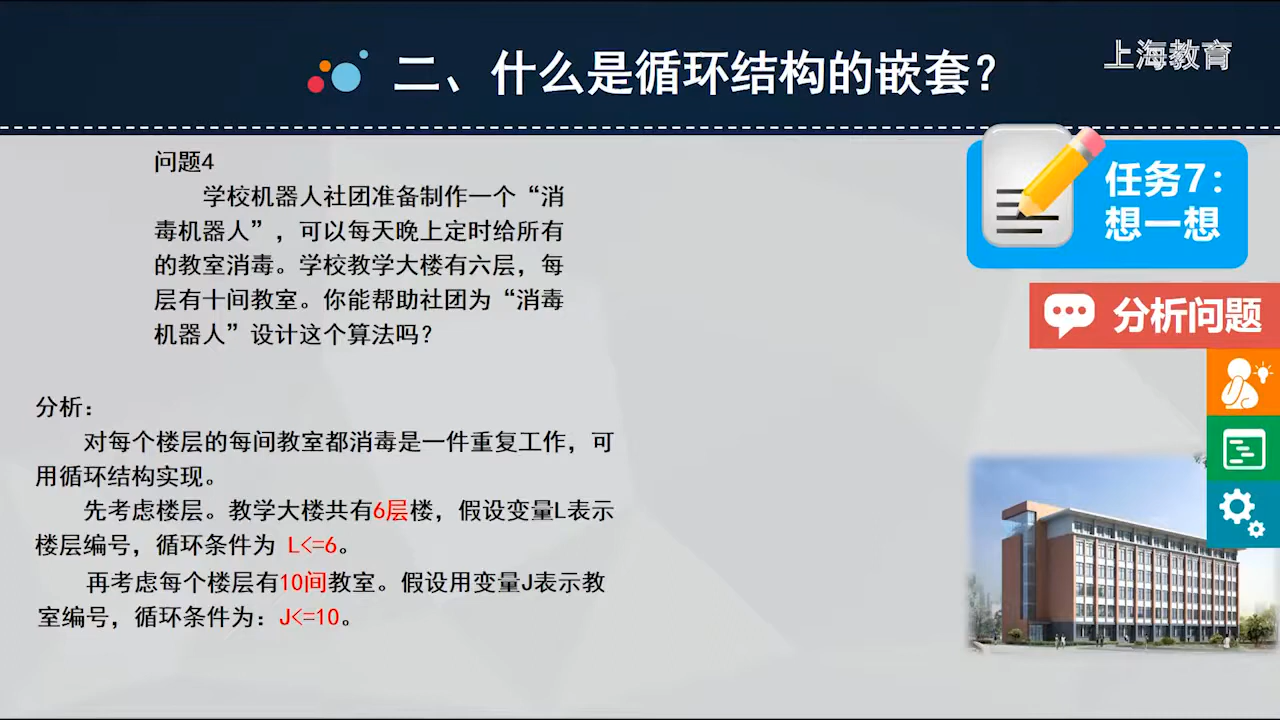 二、什么是循环结构的嵌套？
上海教育
问题4
学校机器人社团准备制作一个“消
毒机器人”，可以每天晚上定时给所有
的教室消毒。学校教学大楼有六层，每
层有十间教室。你能帮助社团为“消毒
机器人”设计这个算法吗？
任务7：
想一想
分析问题
分析：
对每个楼层的每间教室都消毒是一件重复工作，可
用循环结构实现。
先考虑楼层。教学大楼共有6层楼，假设变量L表示
楼层编号，循环条件为 L<=6。
再考虑每个楼层有10间教室。假设用变量J表示教
室编号，循环条件为：J<=10。